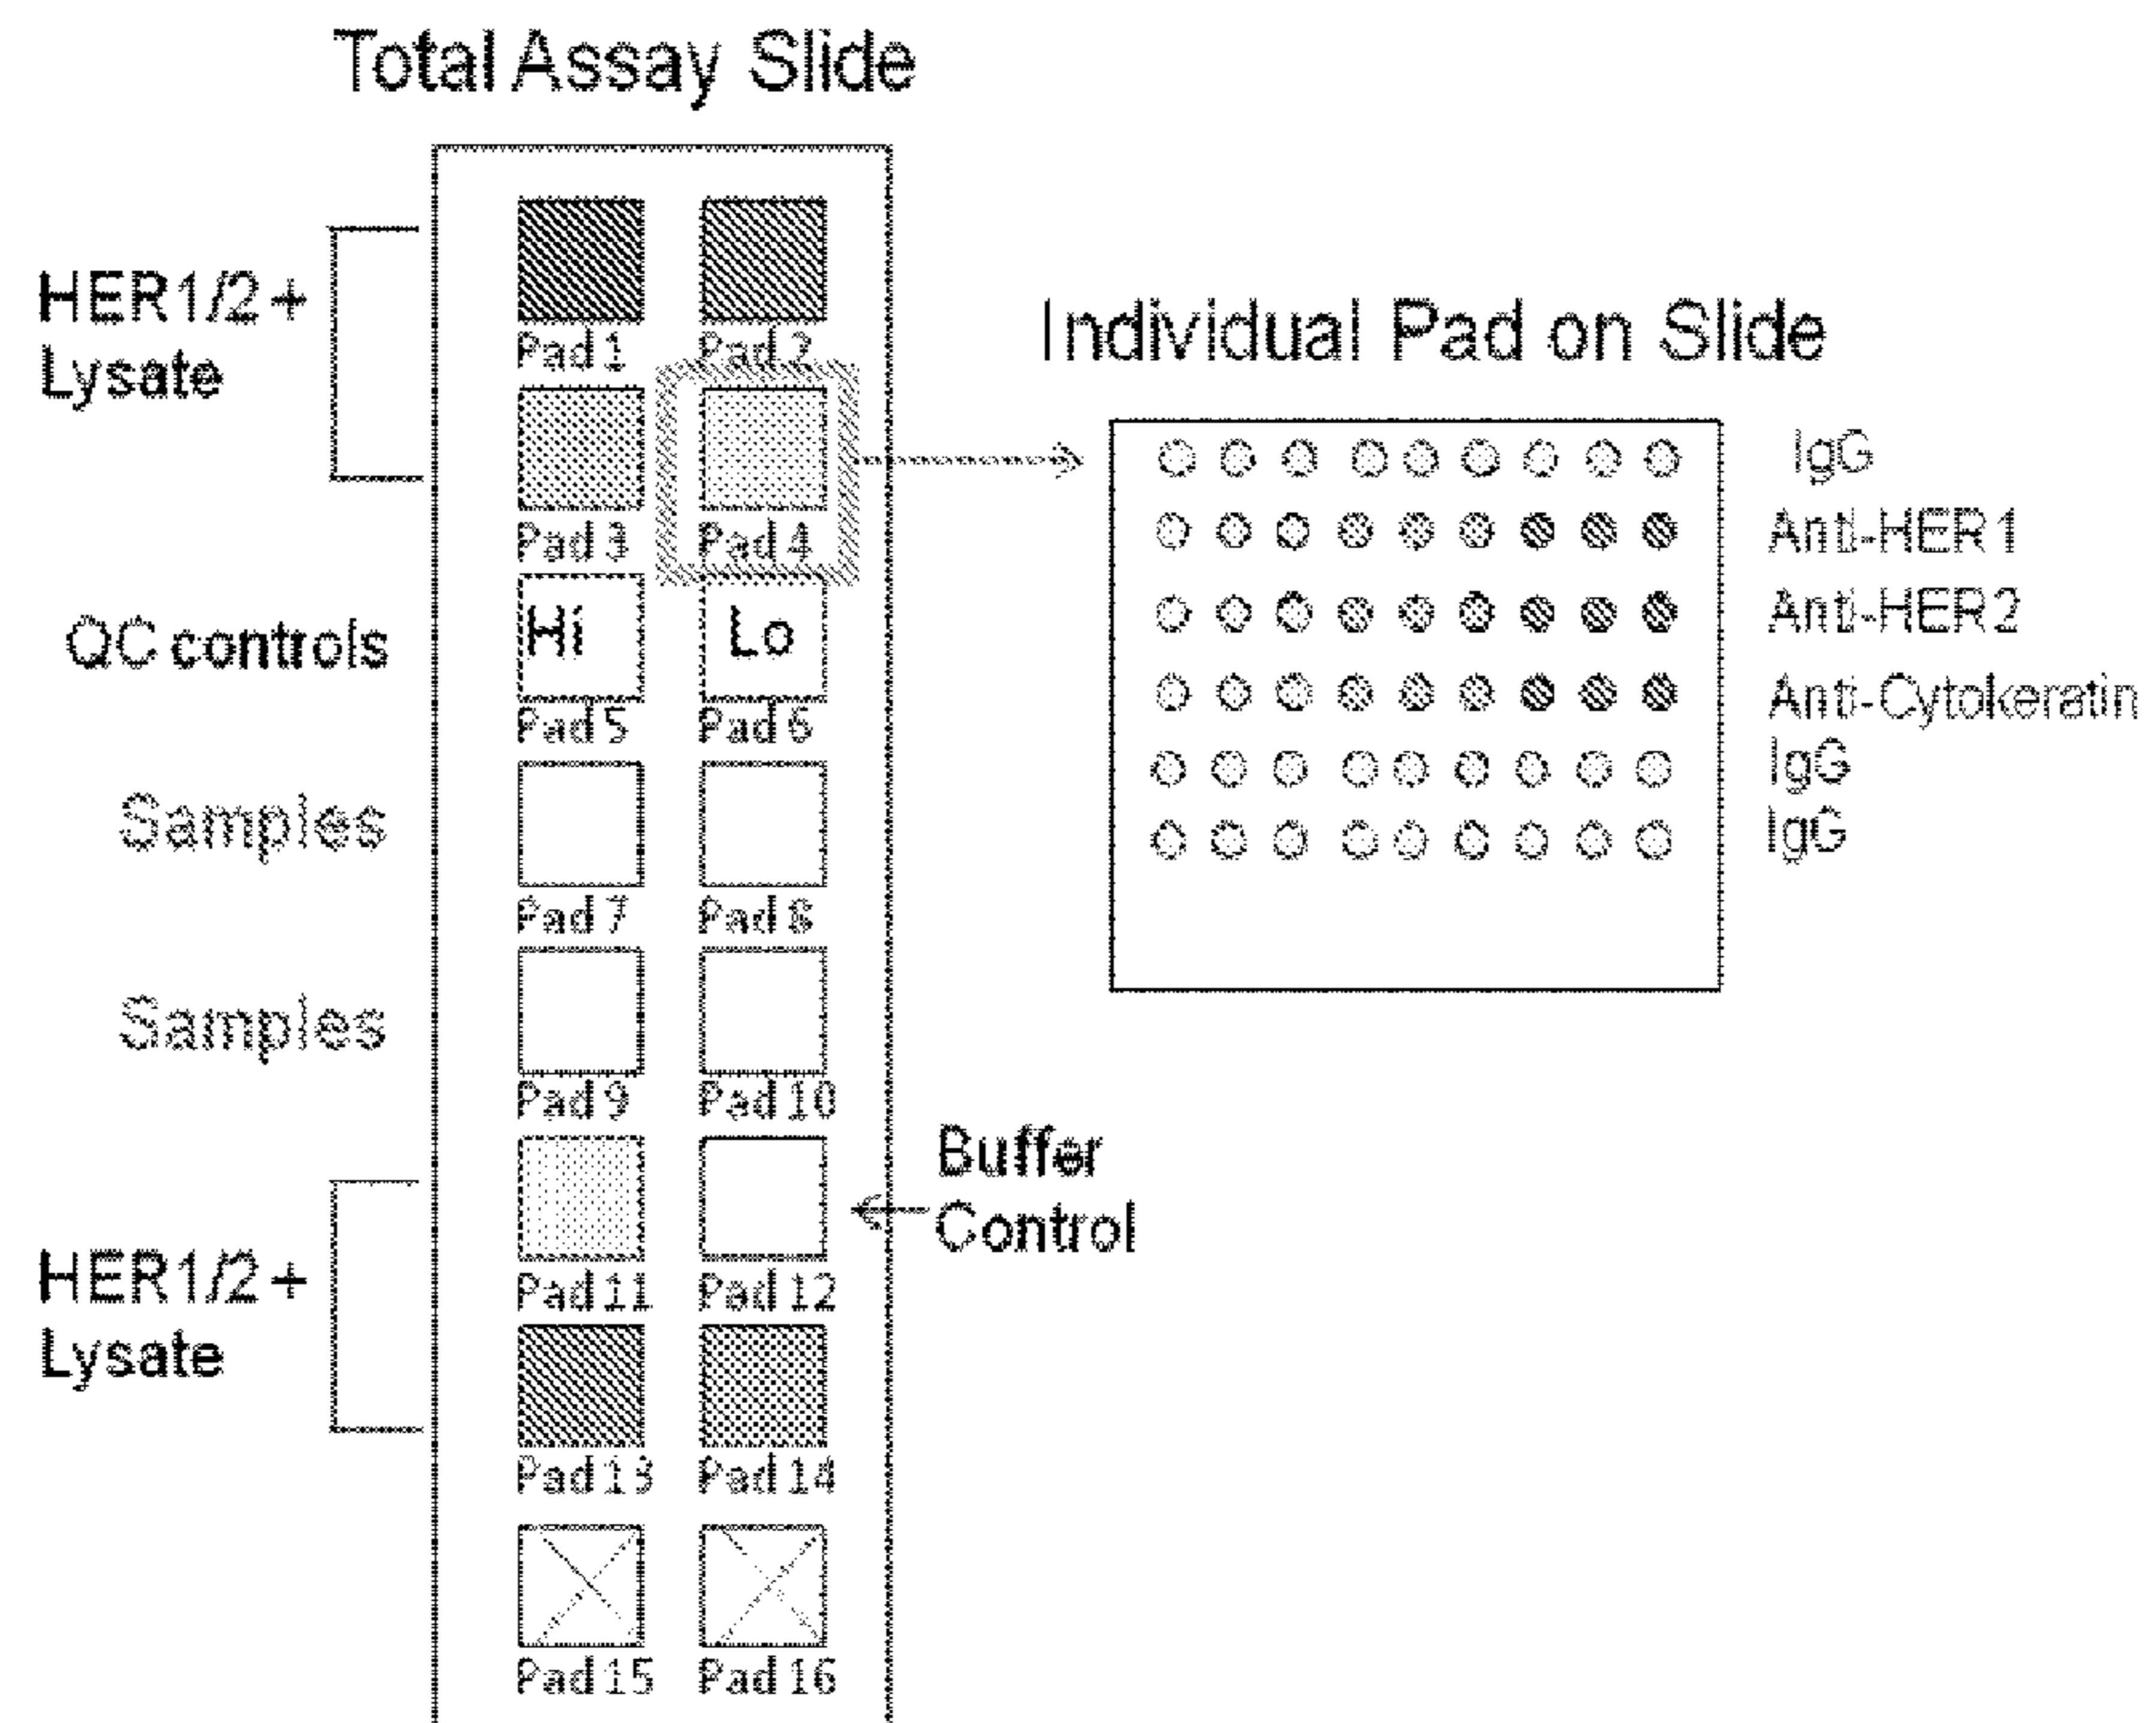 Total Assay Slide
HER1/2+
Lysate
Pad 1
Pad 2
Pad 3
Pad 4
QC controls
Hi
Lo
Pad 5
Pad 6
Samples
Pad 7
Pad 8
Samples
Pad 9
Pad 10
Buffer
Control
HER1/2+
Lysate
Pad 11
Pad 12
Pad 13
Pad 14
Pad 15
Pad 16
Individual Pad on Slide
IgG
Anti-HER1
Anti-HER2
Anti-Cytokeratin
IgG
IgG